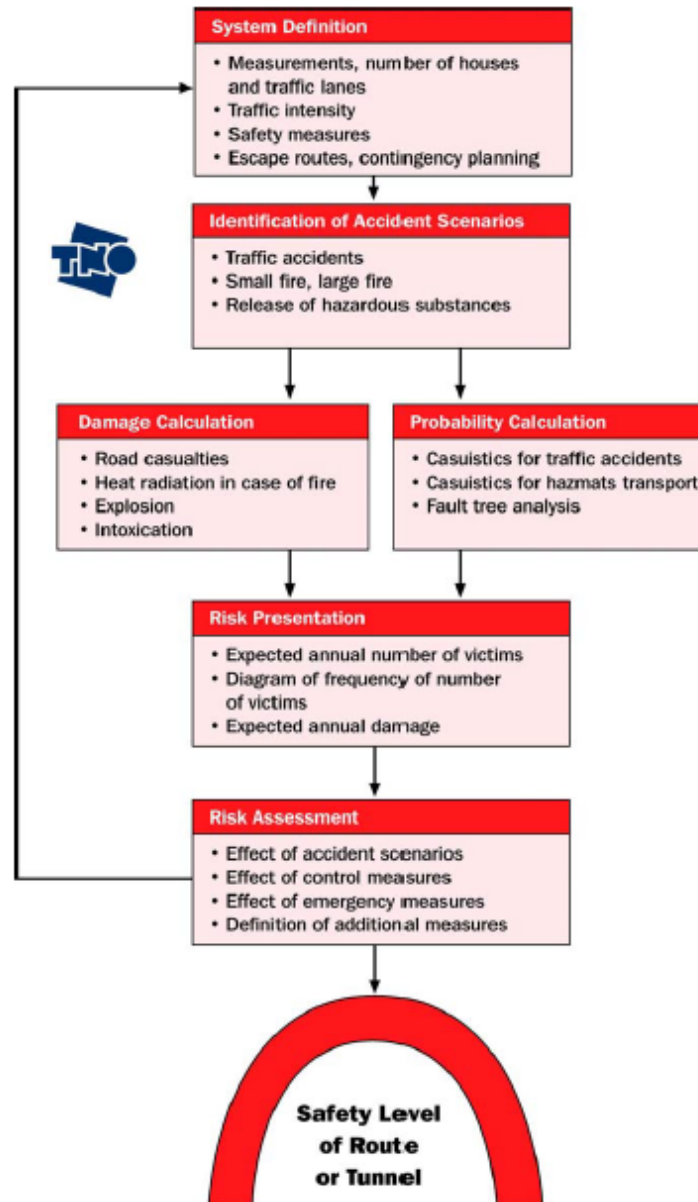 System Definition
• Measurements, number of houses
and traffic lanes
• Traffic intensity
• Safety measures
• Escape routes, contingency planning
TNO
Identification of Accident Scenarios
• Traffic accidents
• Small fire, large fire
• Release of hazardous substances
Damage Calculation
• Road casualties
• Heat radiation in case of fire
• Explosion
• Intoxication
Probability Calculation
• Casuistics for traffic accidents
• Casuistics for hazmats transport
• Fault tree analysis
Risk Presentation
• Expected annual number of victims
• Diagram of frequency of number
of victims
• Expected annual damage
Risk Assessment
• Effect of accident scenarios
• Effect of control measures
• Effect of emergency measures
• Definition of additional measures
Safety Level
of Route
or Tunnel